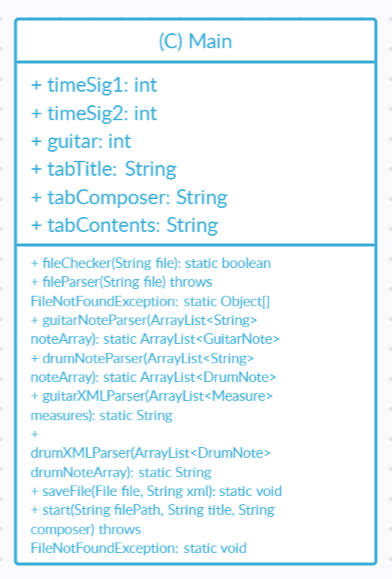 (C) Main
+ timeSig1: int
+ timeSig2: int
+ guitar: int
+ tabTitle: String
+ tabComposer: String
+ tabContents: String
+ fileChecker(String file): static boolean
+ fileParser(String file) throws
FileNotFoundException: static Object[]
+ guitarNoteParser(ArrayList<String>
noteArray): static ArrayList<GuitarNote>
+ drumNoteParser(ArrayList<String>
noteArray): static ArrayList<DrumNote>
+ guitarXMLParser(ArrayList<Measure>
measures): static String
+
drumXMLParser(ArrayList<DrumNote>
drumNoteArray): static String
+ saveFile(File file, String xml): static void
+ start(String filePath, String title, String
composer) throws
FileNotFoundException: static void